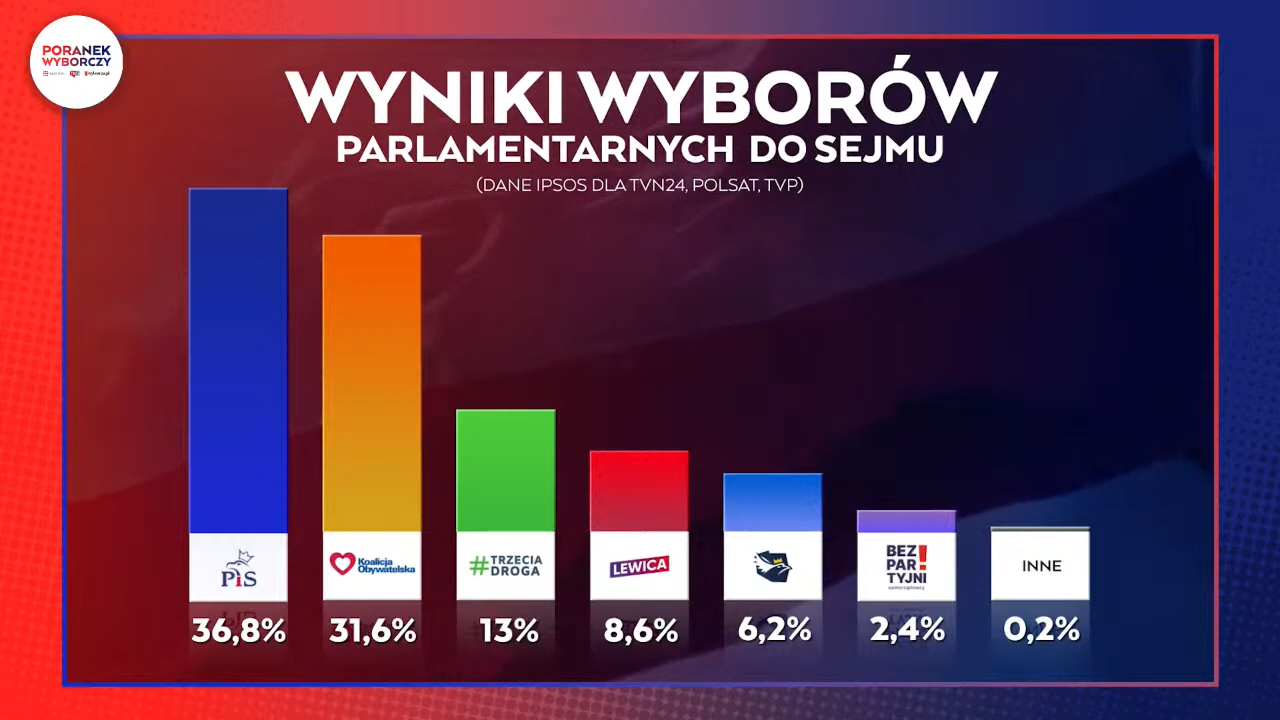 PORANEK
WYBORCZY
WYNIKI WYBORÓW
PARLAMENTARNYCH DO SEJMU
(DANE IPSOS DLA TVN24, POLSAT, TVP)
PiS
Koalicja
Obywatelska
#TRZECIA
DROGA
LEWICA
BEZ
PAR
TYJNI!
samorządowcy
INNE
36,8% 31,6% 13% 8,6% 6,2% 2,4% 0,2%